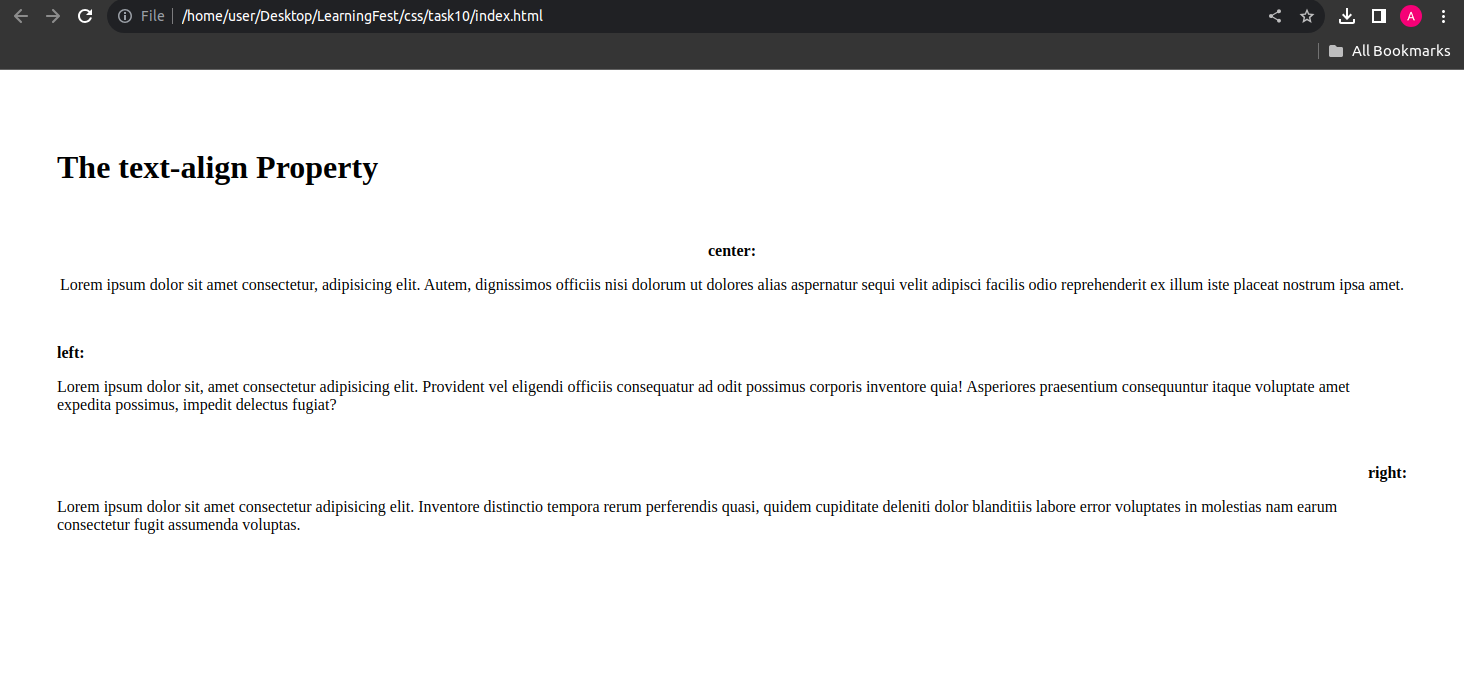 File /home/user/Desktop/LearningFest/css/task10/index.html
A
All Bookmarks
The text-align Property
center:
Lorem ipsum dolor sit amet consectetur, adipisicing elit. Autem, dignissimos officiis nisi dolorum ut dolores alias aspernatur sequi velit adipisci facilis odio reprehenderit ex illum iste placeat nostrum ipsa amet.
left:
Lorem ipsum dolor sit, amet consectetur adipisicing elit. Provident vel eligendi officiis consequatur ad odit possimus corporis inventore quia! Asperiores praesentium consequuntur itaque voluptate amet
expedita possimus, impedit delectus fugiat?
right:
Lorem ipsum dolor sit amet consectetur adipisicing elit. Inventore distinctio tempora rerum perferendis quasi, quidem cupiditate deleniti dolor blanditiis labore error voluptates in molestias nam earum
consectetur fugit assumenda voluptas.